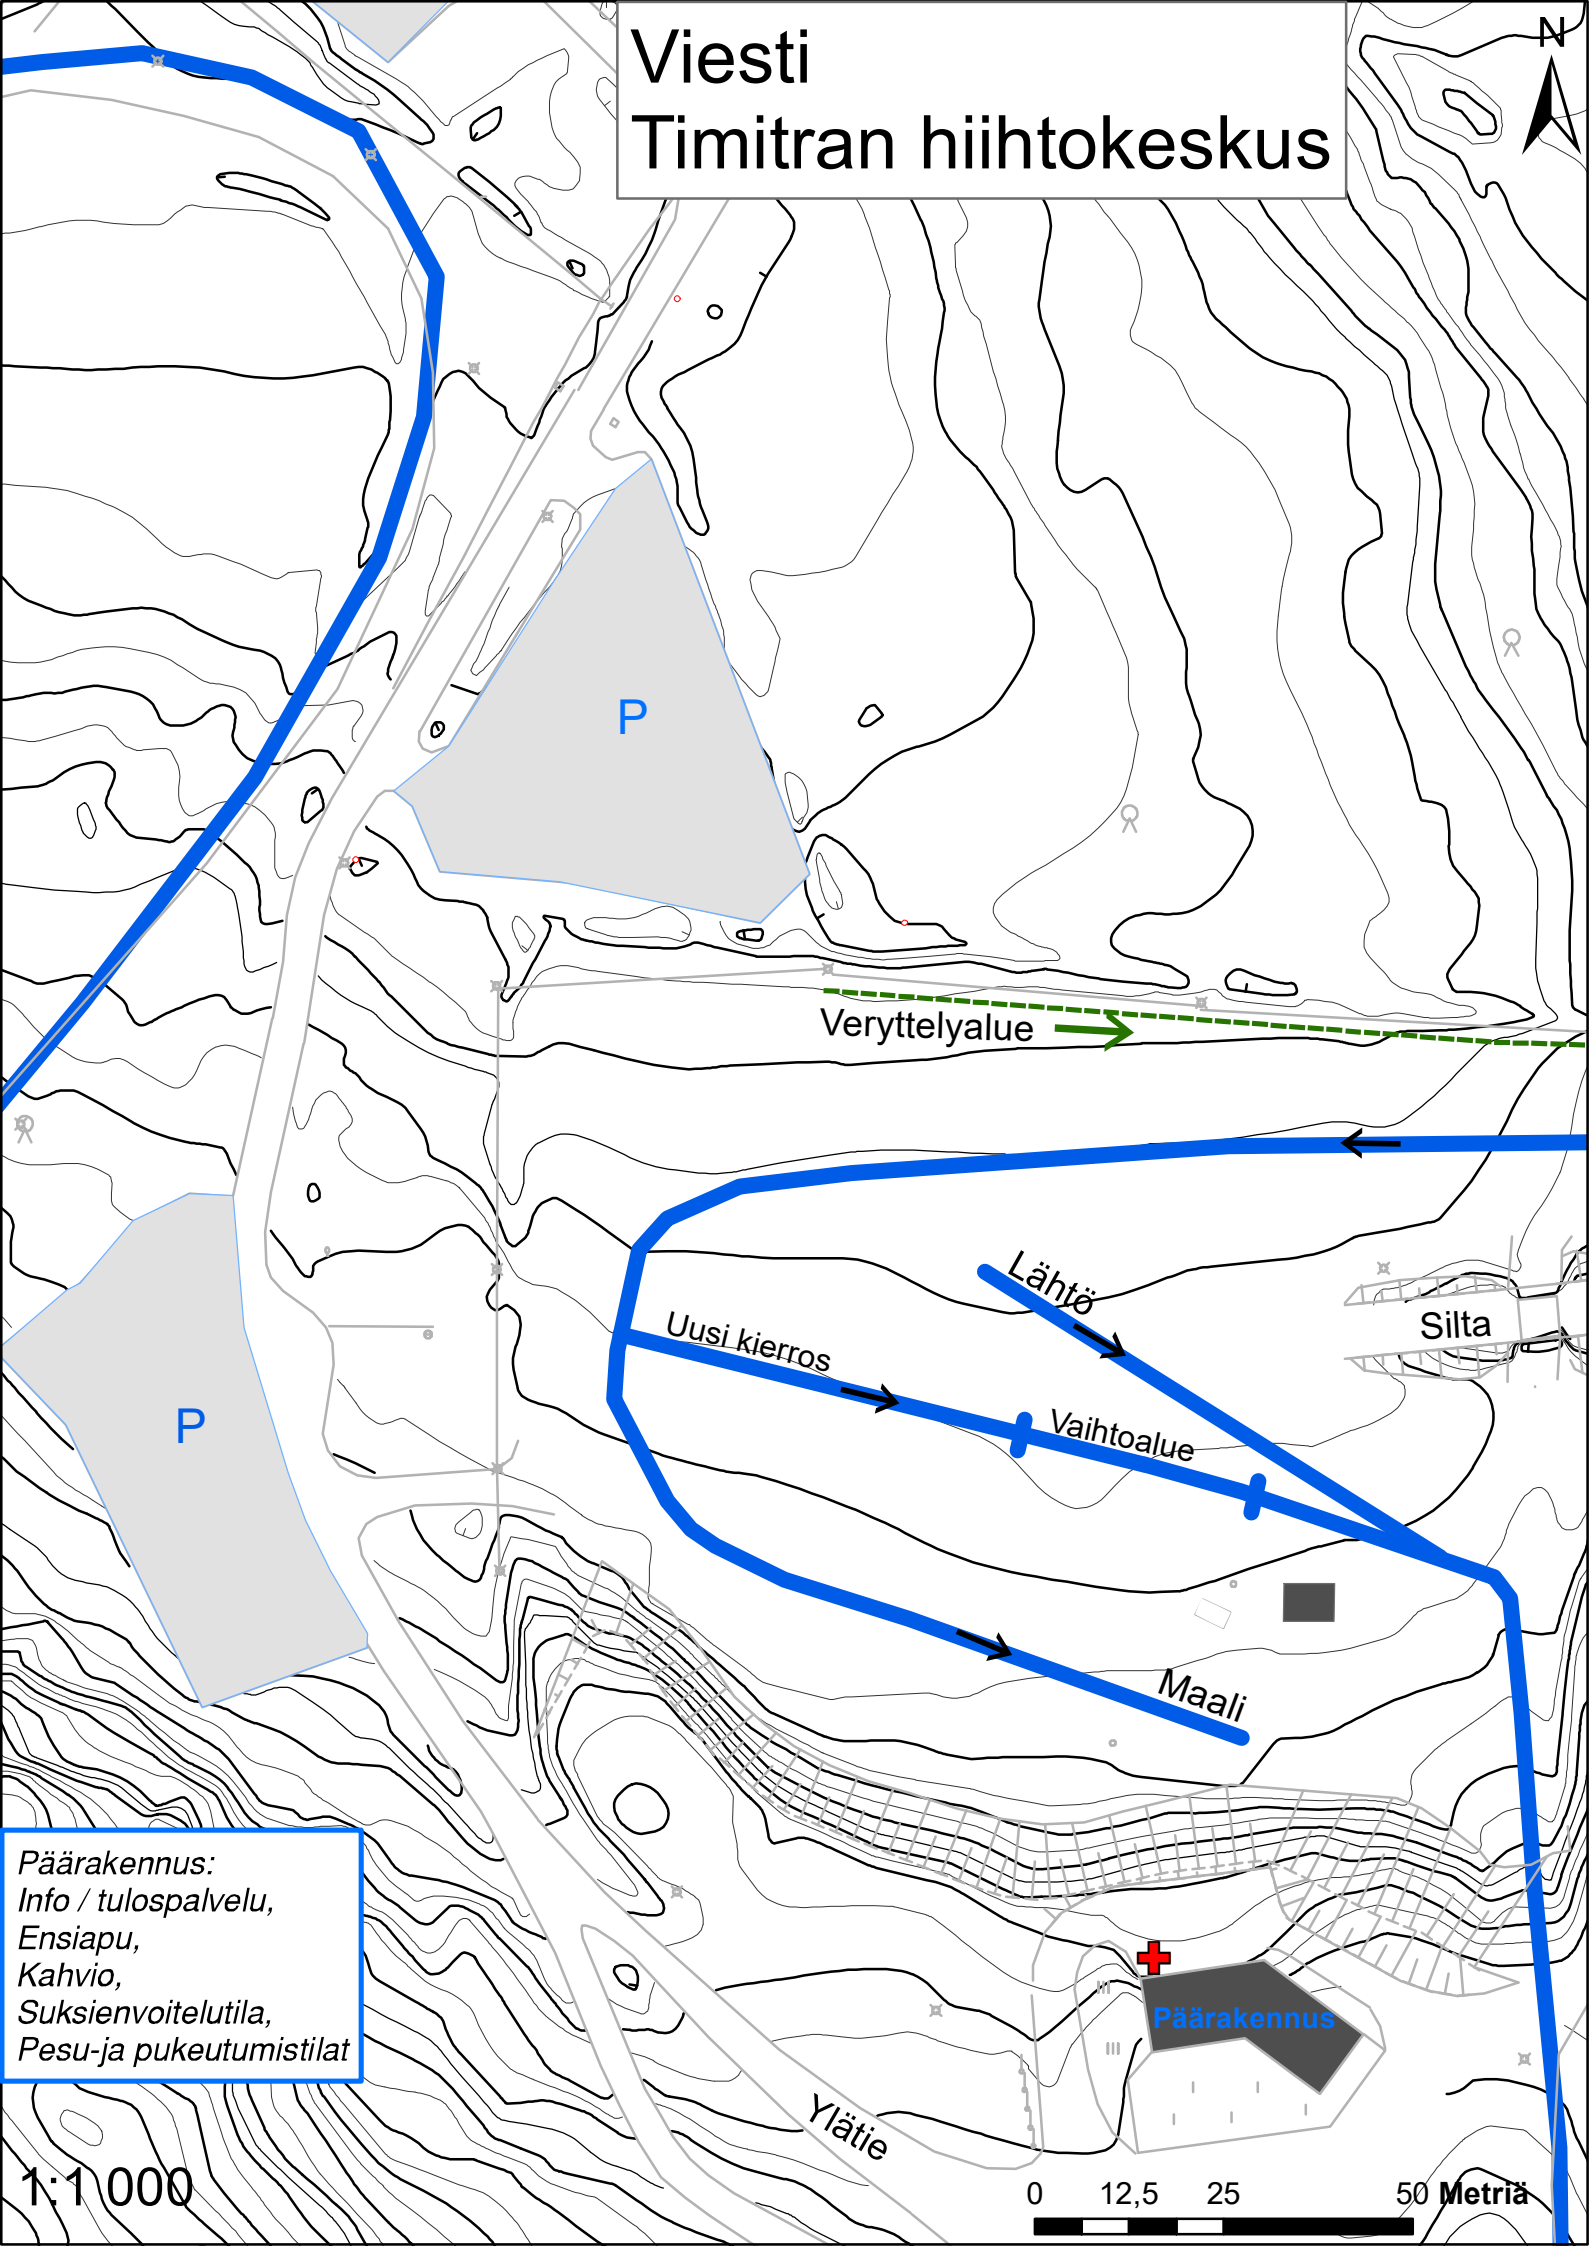 Viesti
Timitran hiihtokeskus
N
P
Veryttelyalue
Lähtö
Silta
Uusi kierros
Vaihtoalue
P
Maali
Päärakennus:
Info / tulospalvelu,
Ensiapu,
Kahvio,
Suksienvoitelutila,
Pesu-ja pukeutumistilat
Päärakennus
Ylätie
1:1 000
0 12,5 25 50 Metriä